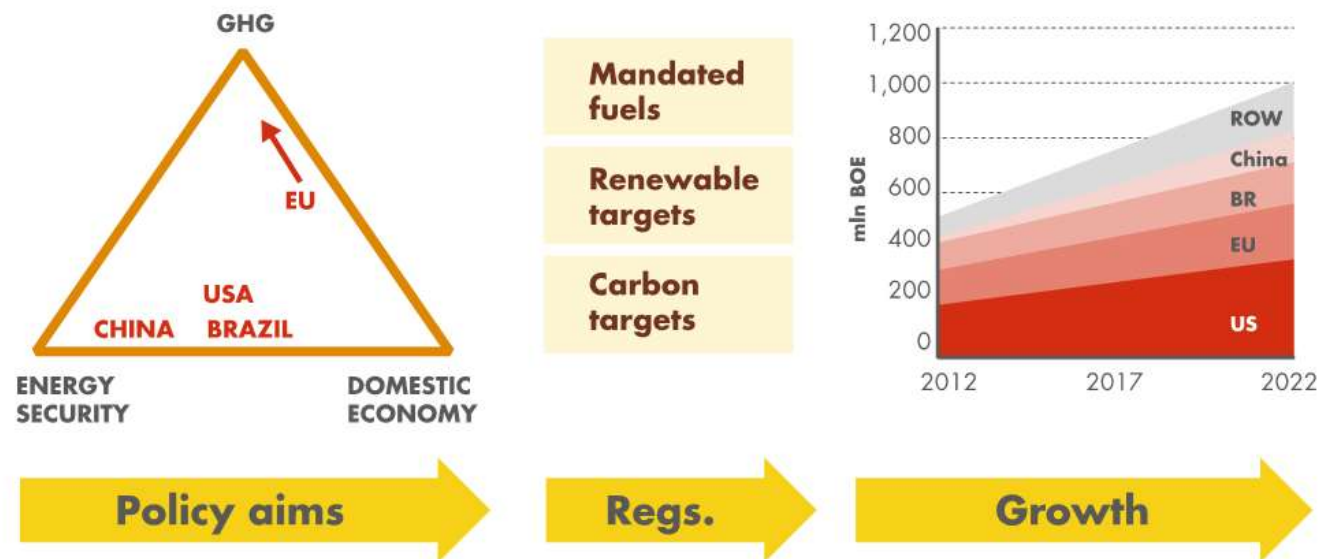 GHG
EU
USA
CHINA BRAZIL
ENERGY
SECURITY
DOMESTIC
ECONOMY
Policy aims
Mandated
fuels
Renewable
targets
Carbon
targets
Regs.
mln BOE
1,200
1,000
800
600
400
200
0
ROW
China
BR
EU
US
2012 2017 2022
Growth